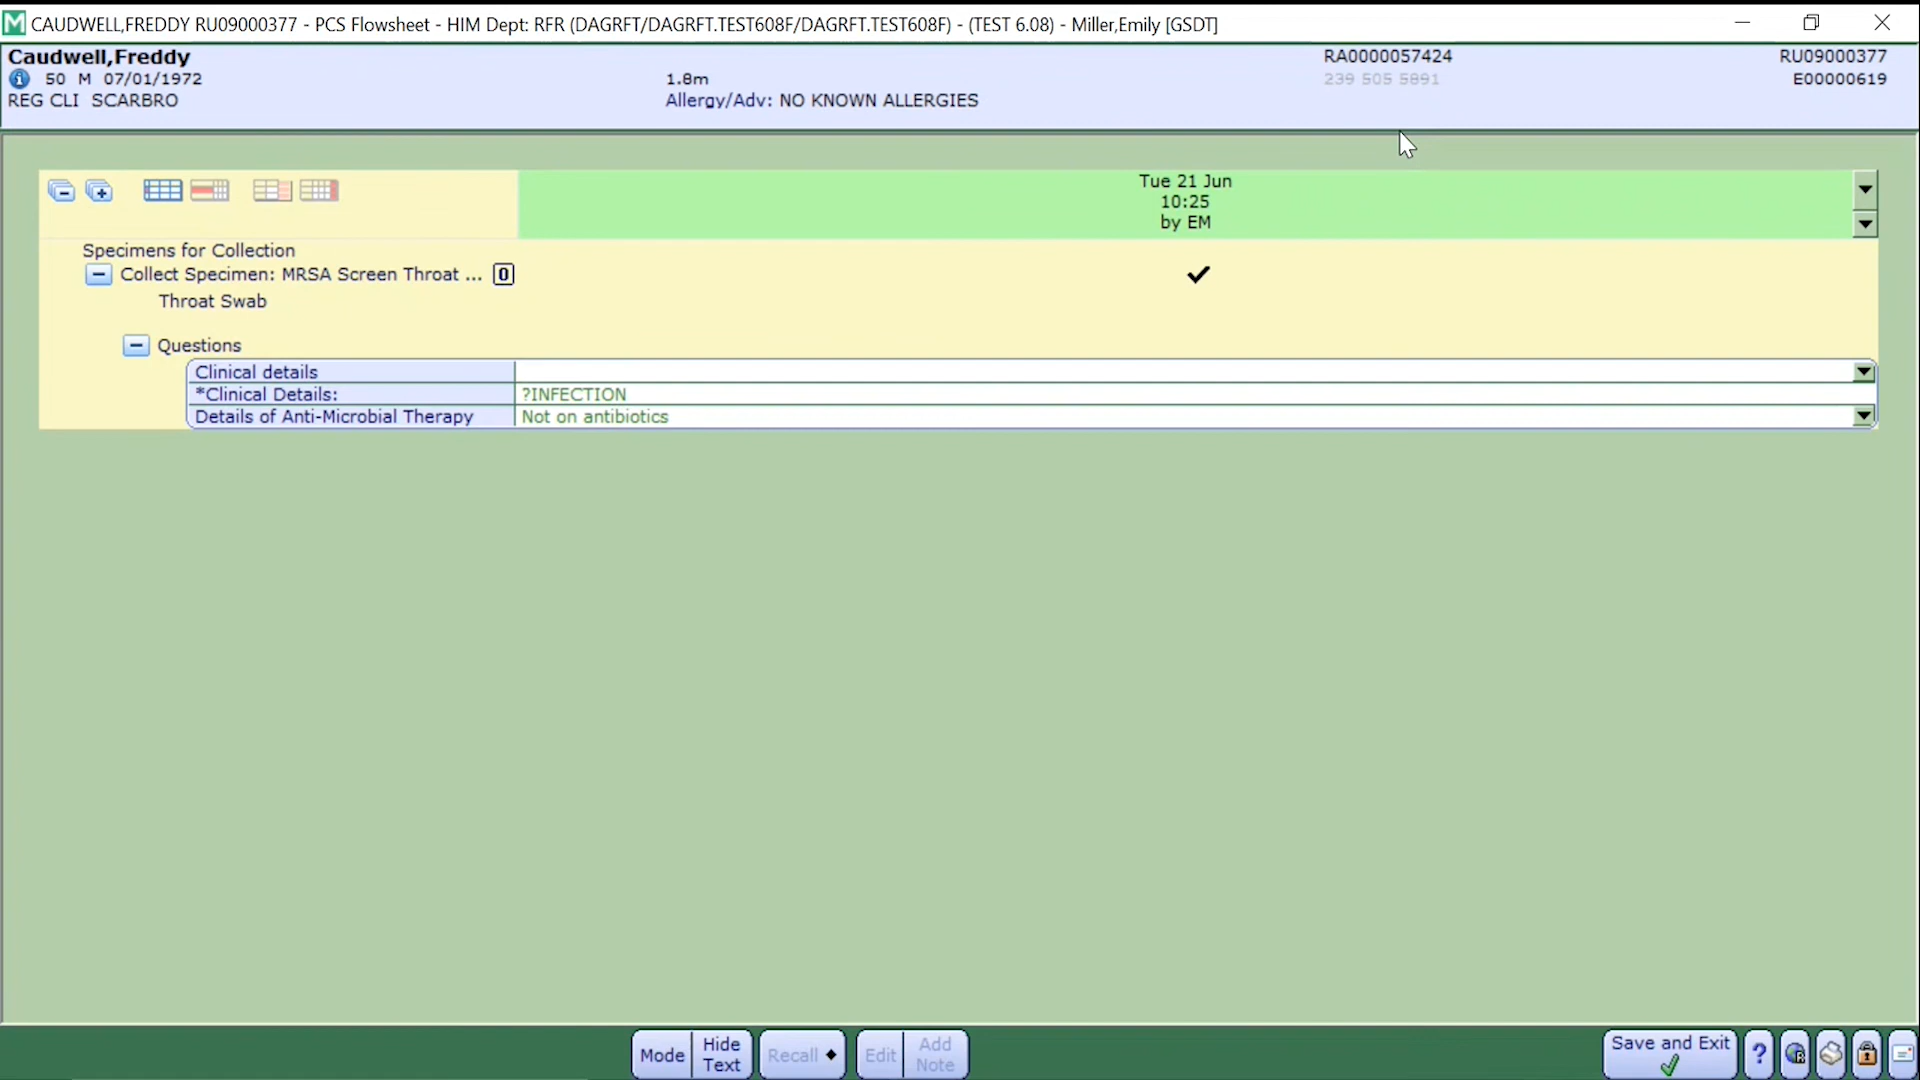 CAUDWELL,FREDDY RU09000377 - PCS Flowsheet - HIM Dept: RFR (DAGRFT/DAGRFT.TEST608F/DAGRFT.TEST608F) - (TEST 6.08) - Miller,Emily [GSDT]
Caudwell,Freddy RA0000057424 RU09000377
50 M 07/01/1972 1.8m 239 505 5891 E00000619
REG CLI SCARBRO Allergy/Adv: NO KNOWN ALLERGIES
Tue 21 Jun
10:25
by EM
Specimens for Collection
Collect Specimen: MRSA Screen Throat ... 0
Throat Swab
Questions
Clinical details
*Clinical Details: ?INFECTION
Details of Anti-Microbial Therapy Not on antibiotics
Mode Hide Text Recall Edit Add Note Save and Exit ?